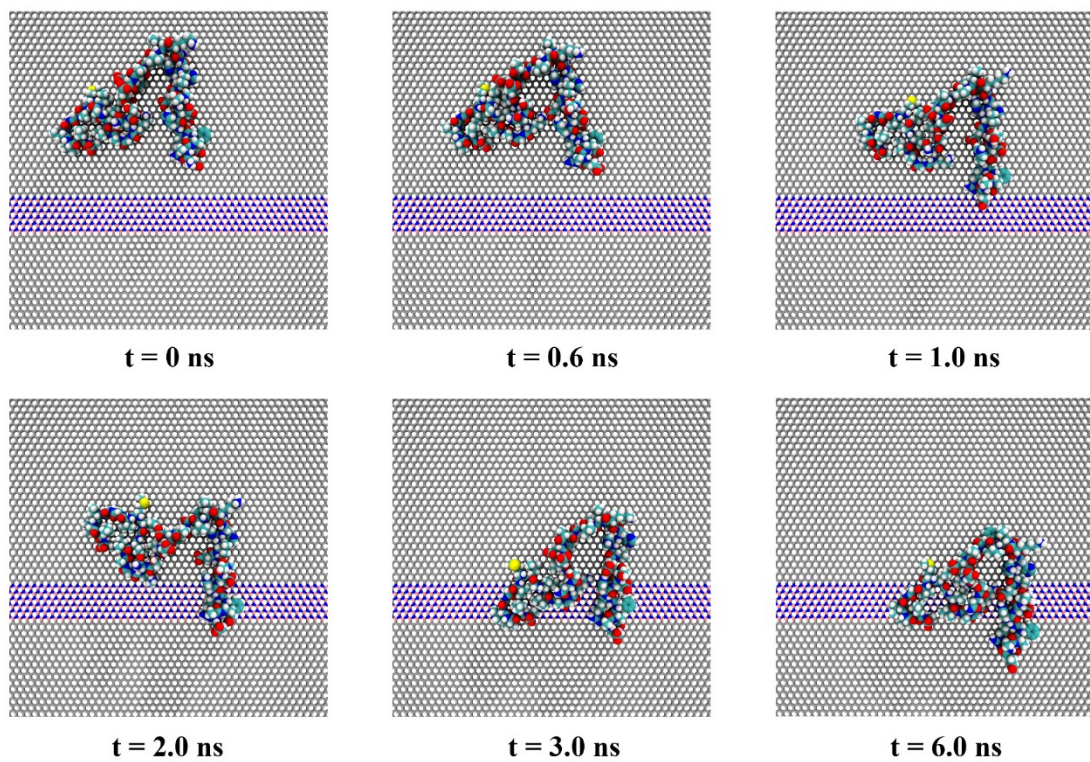 t = 0 ns
t = 0.6 ns
t = 1.0 ns
t = 2.0 ns
t = 3.0 ns
t = 6.0 ns